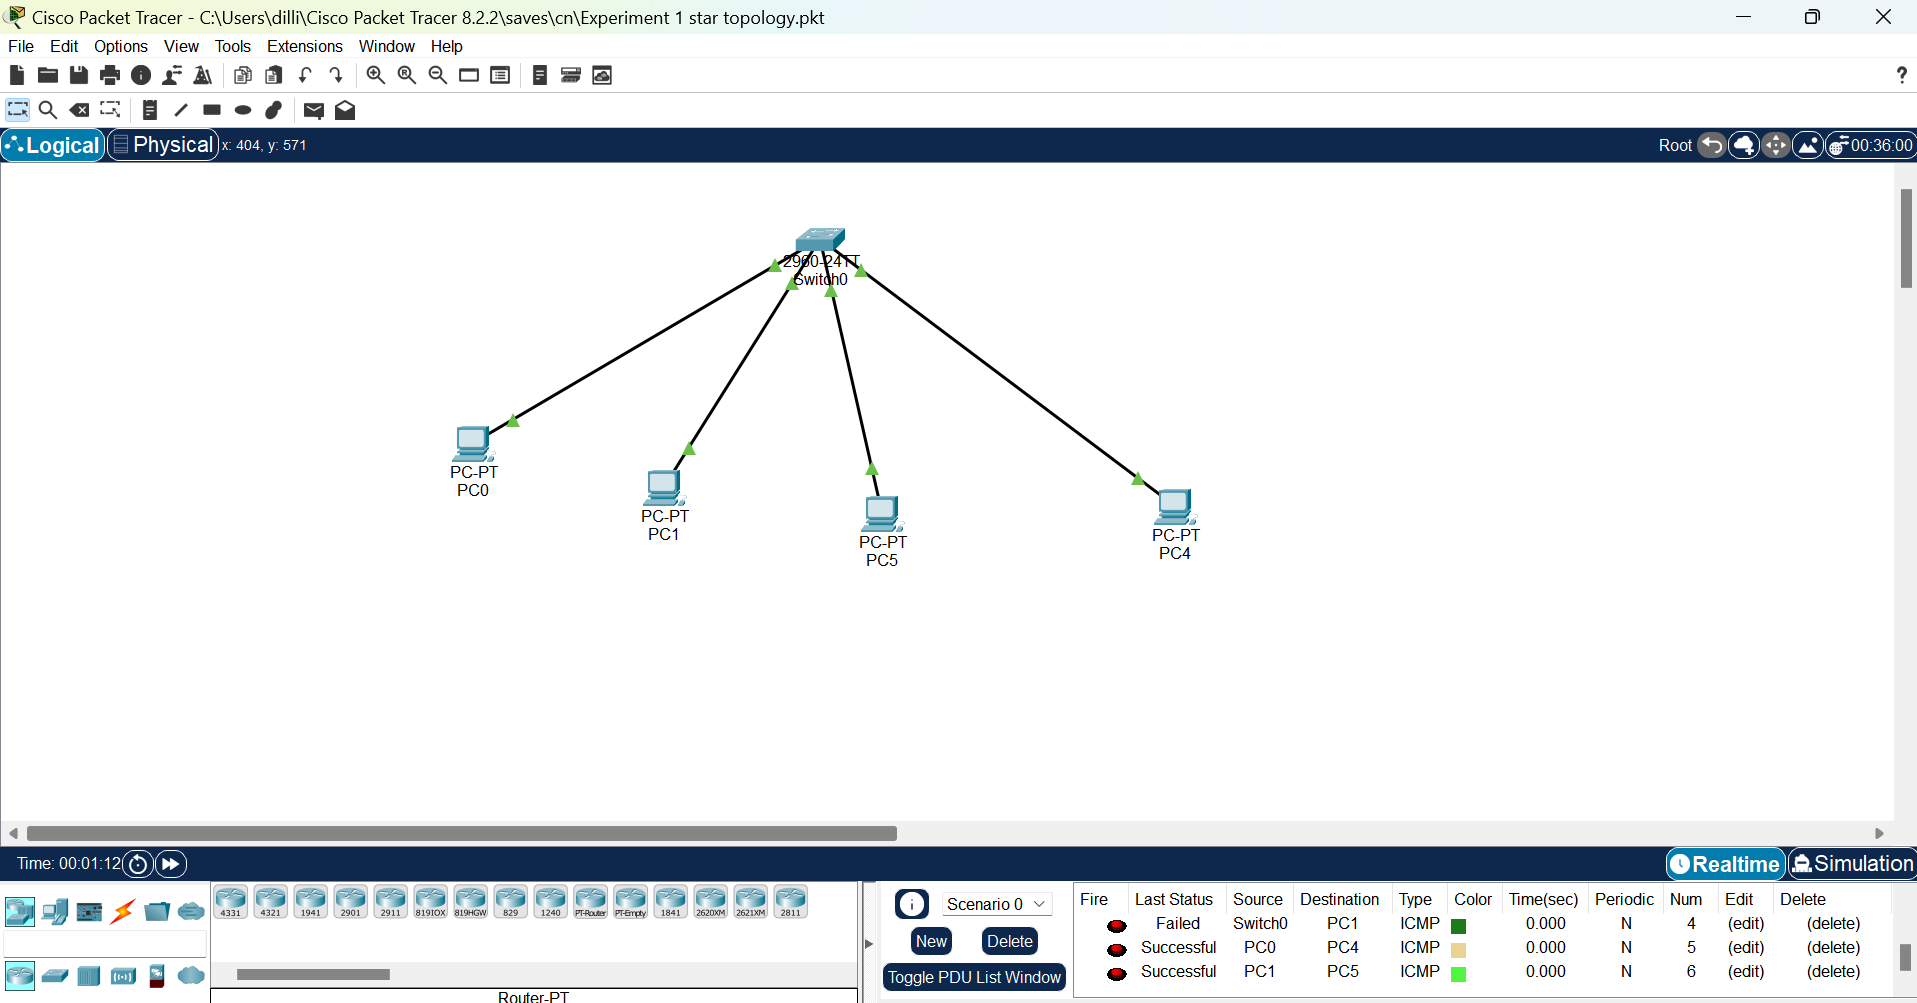 Cisco Packet Tracer - C:\Users\dilli\Cisco Packet Tracer 8.2.2\saves\cn\Experiment 1 star topology.pkt
File Edit Options View Tools Extensions Window Help
?
Logical Physical x: 404, y: 571 Root 00:36:00
2960-24TT
Switch0
PC-PT
PC0
PC-PT
PC1
PC-PT
PC5
PC-PT
PC4
Time: 00:01:12 Realtime Simulation
4331 4321 1941 2901 2911 819IOX 819HGW 829 1240 PT-Router PT-Empty 1841 2620XM 2621XM 2811
Router-PT
Scenario 0
New Delete
Toggle PDU List Window
Fire Last Status Source Destination Type Color Time(sec) Periodic Num Edit Delete
Failed Switch0 PC1 ICMP 0.000 N 4 (edit) (delete)
Successful PC0 PC4 ICMP 0.000 N 5 (edit) (delete)
Successful PC1 PC5 ICMP 0.000 N 6 (edit) (delete)